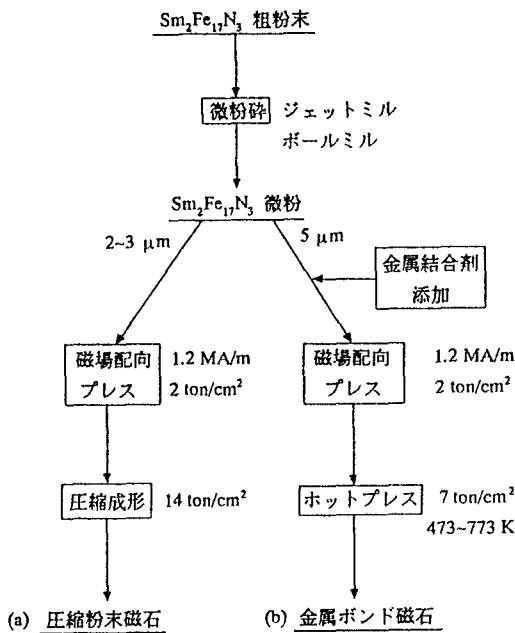 Sm₂Fe₁₇N₃ 粗粉末
微粉砕 ジェットミル
ボールミル
Sm₂Fe₁₇N₃ 微粉
2~3 μm
5 μm
金属結合剤
添加
磁場配向 1.2 MA/m
プレス 2 ton/cm²
磁場配向 1.2 MA/m
プレス 2 ton/cm²
圧縮成形 14 ton/cm²
ホットプレス 7 ton/cm²
473~773 K
(a) 圧縮粉末磁石
(b) 金属ボンド磁石